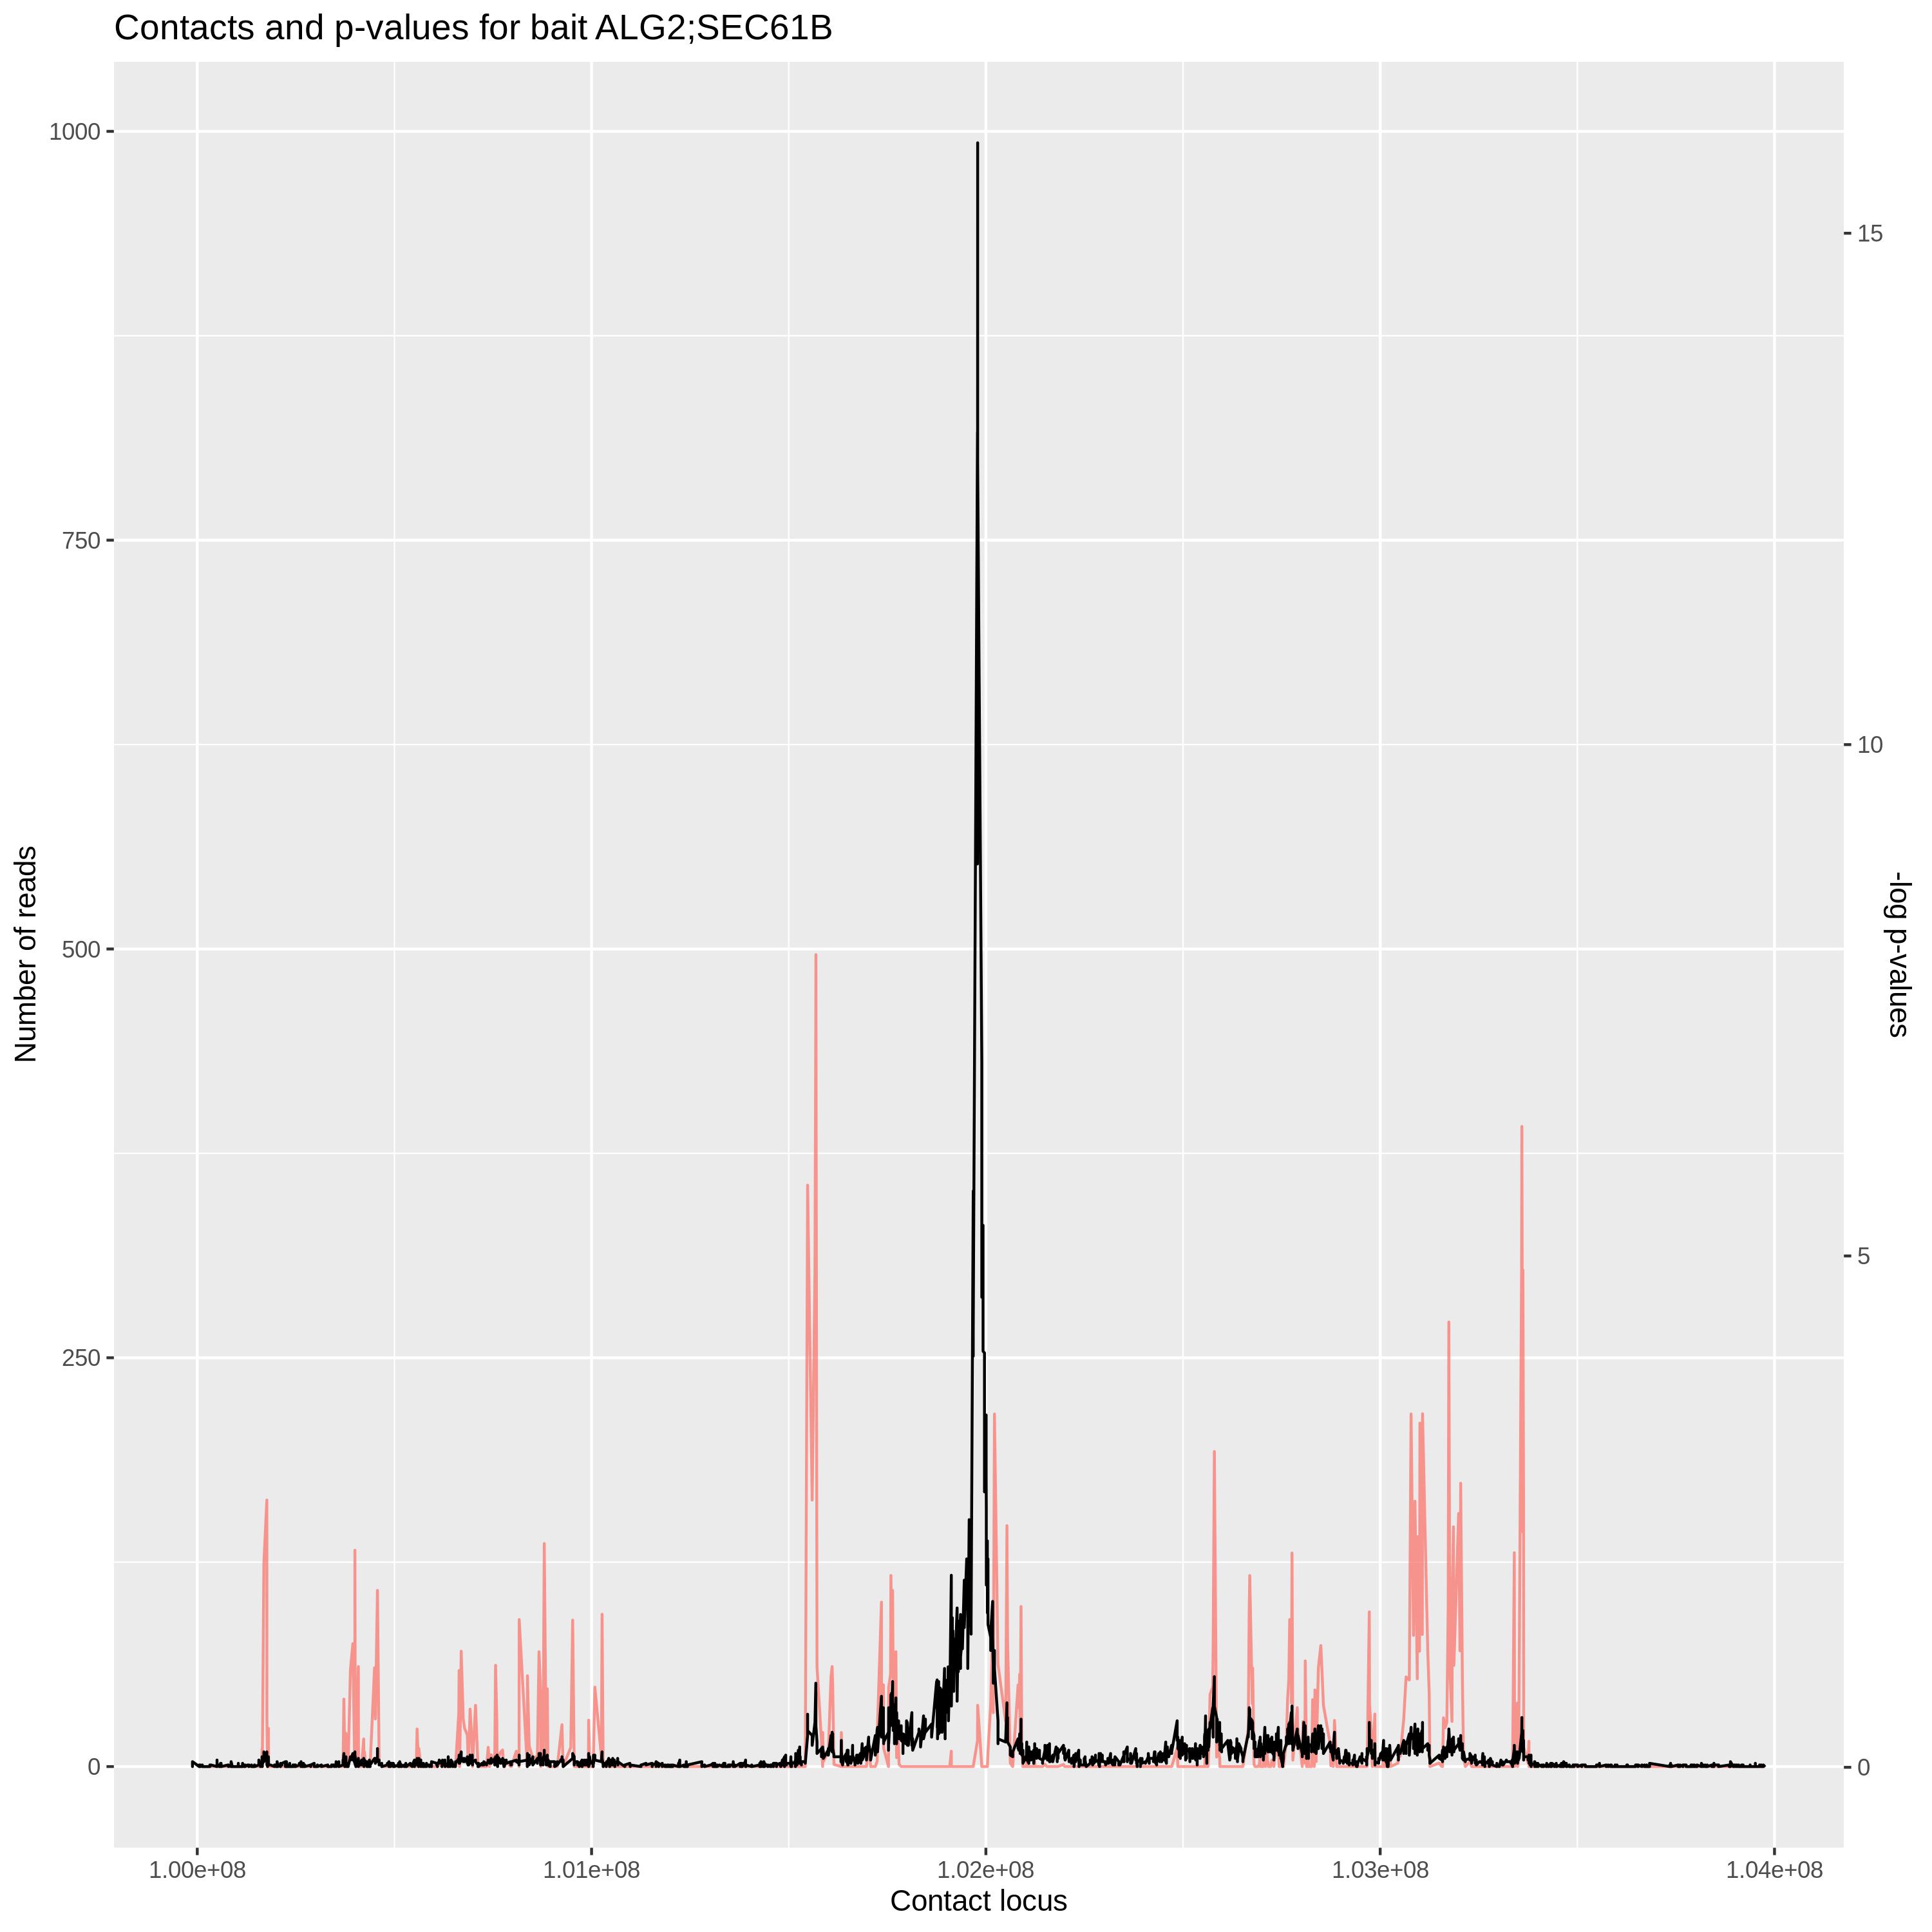 Contacts and p-values for bait ALG2;SEC61B
1000
750
500
250
0
Number of reads
15
10
5
0
-log p-values
1.00e+08
1.01e+08
1.02e+08
1.03e+08
1.04e+08
Contact locus